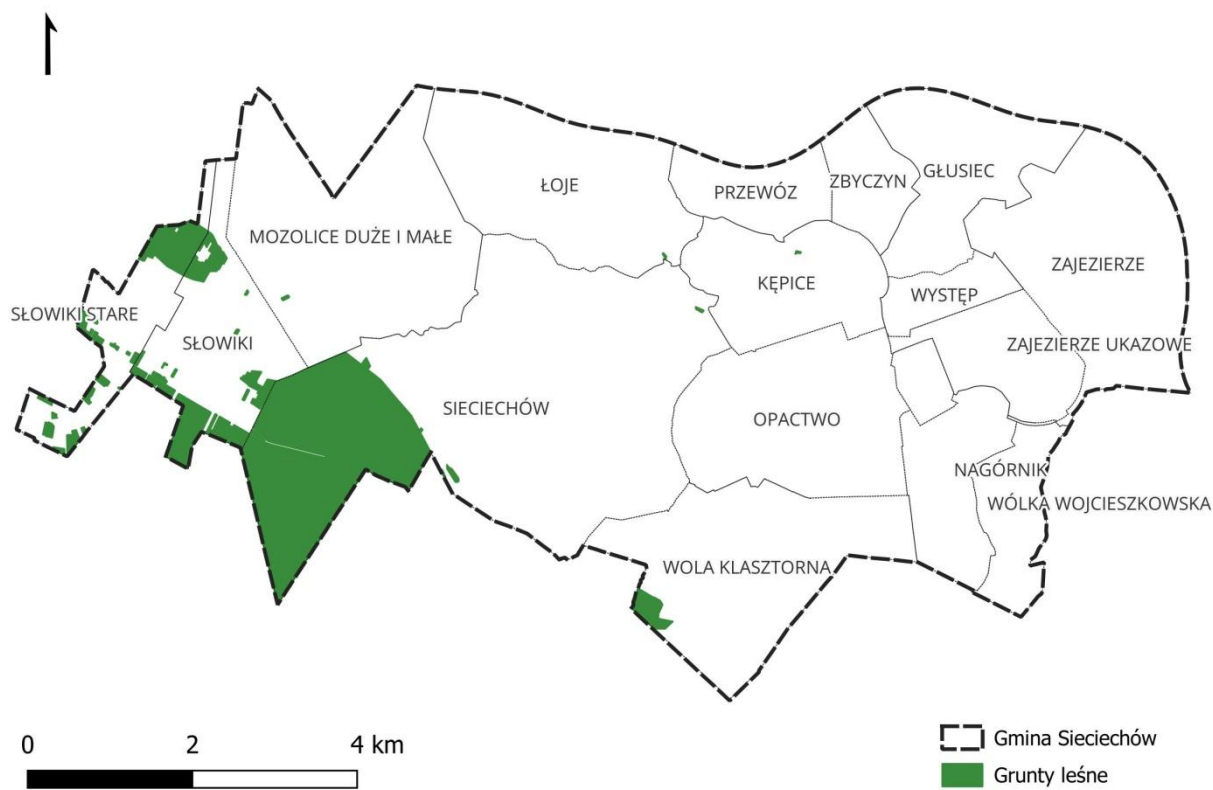 ŁOJE
PRZEWÓZ
ZBYCZYN
GŁUSIEC
MOZOLICE DUŻE I MAŁE
ZAJEZIERZE
KĘPICE
WYSTĘP
SŁOWIKI STARE
SŁOWIKI
ZAJEZIERZE UKAZOWE
SIECIECHÓW
OPACTWO
NAGÓRNIK
WÓLKA WOJCIESZKOWSKA
WOLA KLASZTORNA
0 2 4 km
Gmina Sieciechów
Grunty leśne